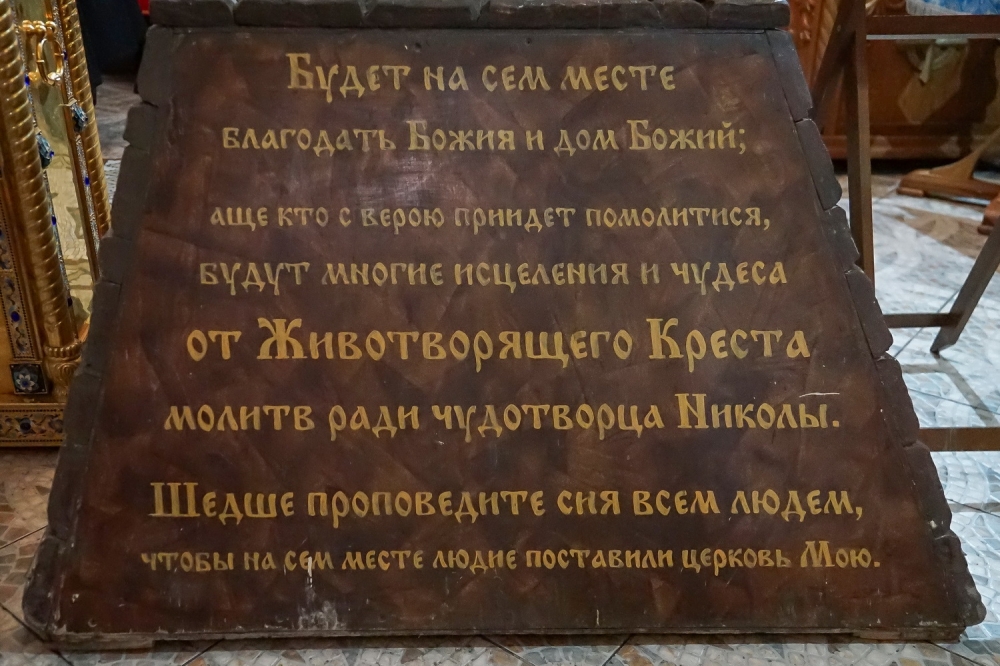 Будет на сем месте
благодать Божия и дом Божий;
аще кто с верою приидет помолитися,
будут многие исцеления и чудеса
от Животворящего Креста
молитв ради чудотворца Николы.
Шедше проповедите сия всем людем,
чтобы на сем месте людие поставили церковь Мою.